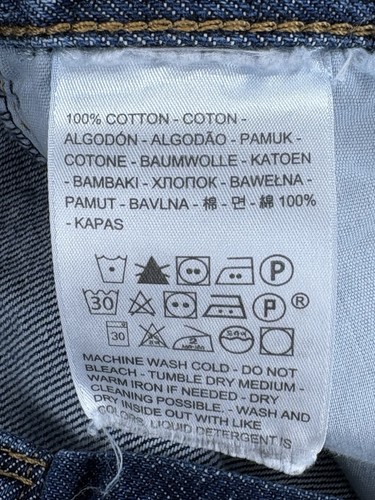 100% COTTON - COTON -
ALGODÓN - ALGODÃO - PAMUK -
COTONE - BAUMWOLLE - KATOEN
- BAMBAKI - ХЛОПОК - BAWEŁNA -
PAMUT - BAVLNA - 棉 - 면 - 綿 100%
- KAPAS
P
30 P ®
30
MACHINE WASH COLD - DO NOT
BLEACH - TUMBLE DRY MEDIUM -
WARM IRON IF NEEDED - DRY
CLEANING POSSIBLE. - WASH AND
DRY INSIDE OUT WITH LIKE
COLORS. LIQUID DETERGENT IS